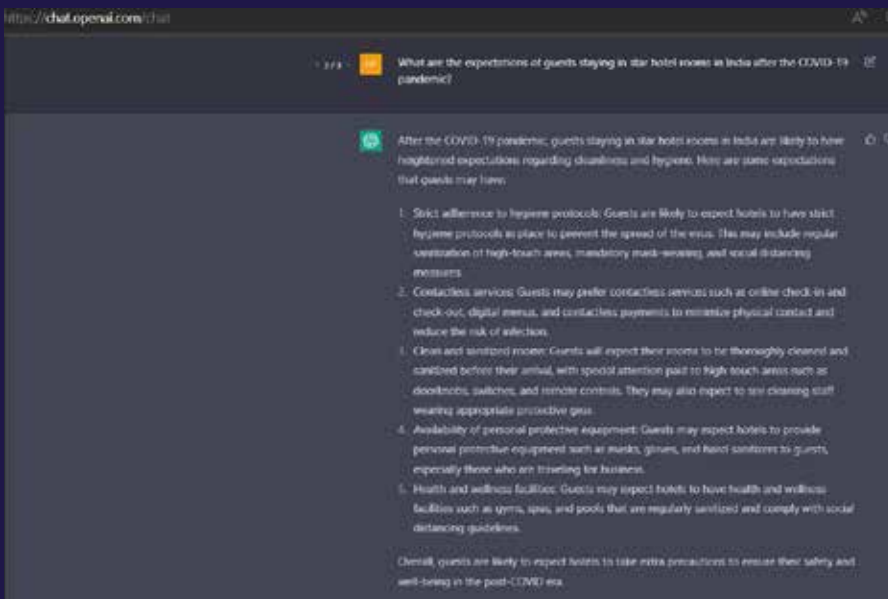 https://chat.openai.com/chat
What are the expectations of guests staying in star hotel rooms in India after the COVID-19
pandemic?
After the COVID-19 pandemic, guests staying in star hotel rooms in India are likely to have
heightened expectations regarding cleanliness and hygiene. Here are some expectations
that guests may have:
1. Strict adherence to hygiene protocols: Guests are likely to expect hotels to have strict
hygiene protocols in place to prevent the spread of the virus. This may include regular
sanitization of high-touch areas, mandatory mask-wearing, and social distancing
measures.
2. Contactless services: Guests may prefer contactless services such as online check-in and
check-out, digital menus, and contactless payments to minimize physical contact and
reduce the risk of infection.
3. Clean and sanitized rooms: Guests will expect their rooms to be thoroughly cleaned and
sanitized before their arrival, with special attention paid to high-touch areas such as
doorknobs, switches, and remote controls. They may also expect to see cleaning staff
wearing appropriate protective gear.
4. Availability of personal protective equipment: Guests may expect hotels to provide
personal protective equipment such as masks, gloves, and hand sanitizers to guests,
especially those who are traveling for business.
5. Health and wellness facilities: Guests may expect hotels to have health and wellness
facilities such as gyms, spas, and pools that are regularly sanitized and comply with social
distancing guidelines.
Overall, guests are likely to expect hotels to take extra precautions to ensure their safety and
well-being in the post-COVID era.